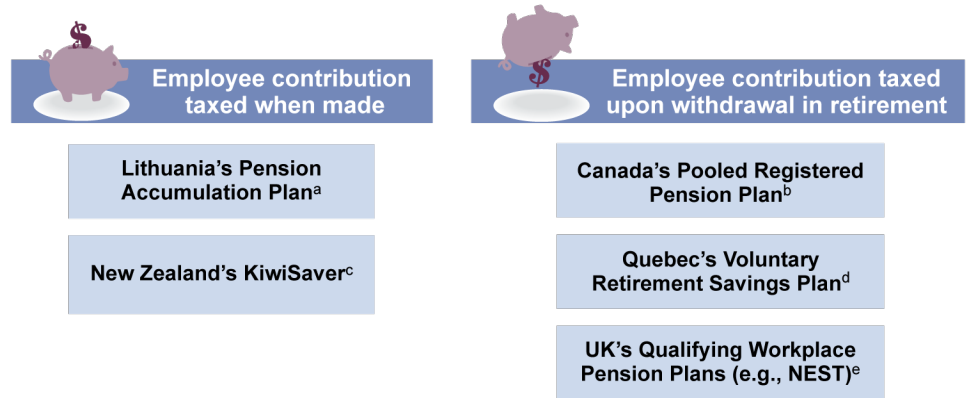 $
Employee contribution
taxed when made
Lithuania's Pension
Accumulation Planᵃ
New Zealand's KiwiSaverᶜ
$
Employee contribution taxed
upon withdrawal in retirement
Canada's Pooled Registered
Pension Planᵇ
Quebec's Voluntary
Retirement Savings Planᵈ
UK's Qualifying Workplace
Pension Plans (e.g., NEST)ᵉ